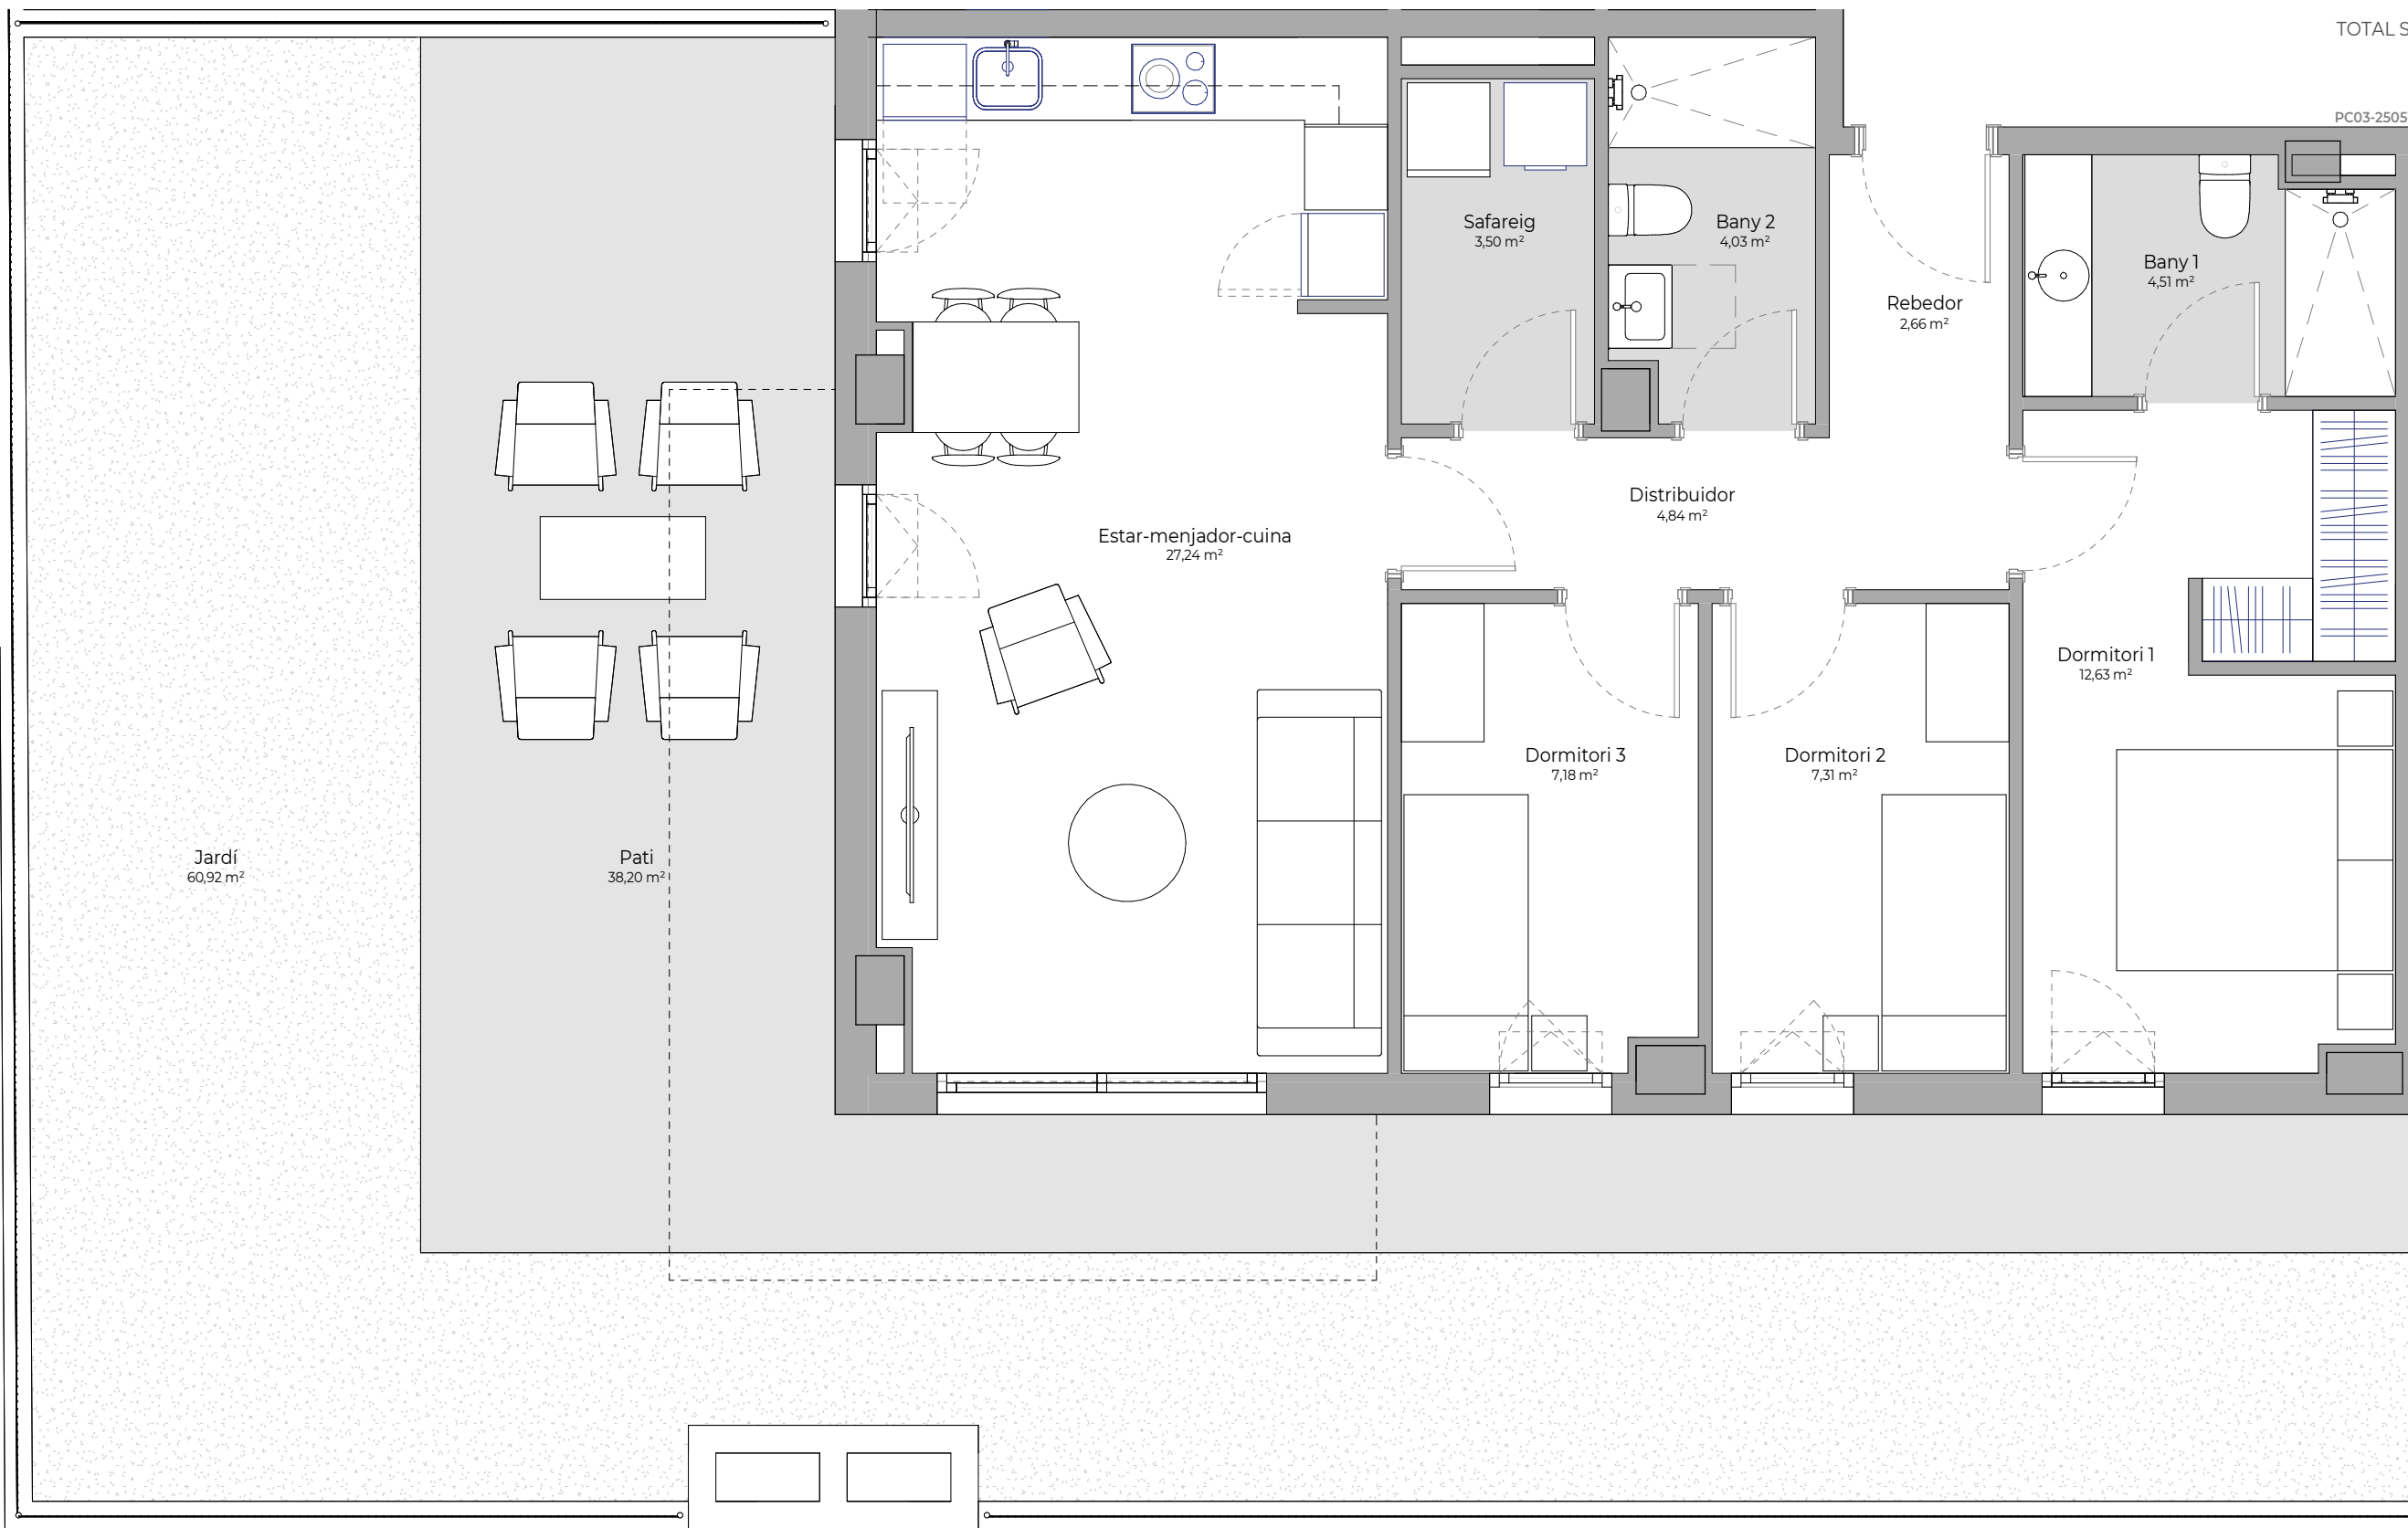 TOTAL S
PC03-2505
Safareig
3,50 m²
Bany 2
4,03 m²
Rebedor
2,66 m²
Bany 1
4,51 m²
Distribuidor
4,84 m²
Estar-menjador-cuina
27,24 m²
Dormitori 1
12,63 m²
Dormitori 3
7,18 m²
Dormitori 2
7,31 m²
Jardí
60,92 m²
Pati
38,20 m²